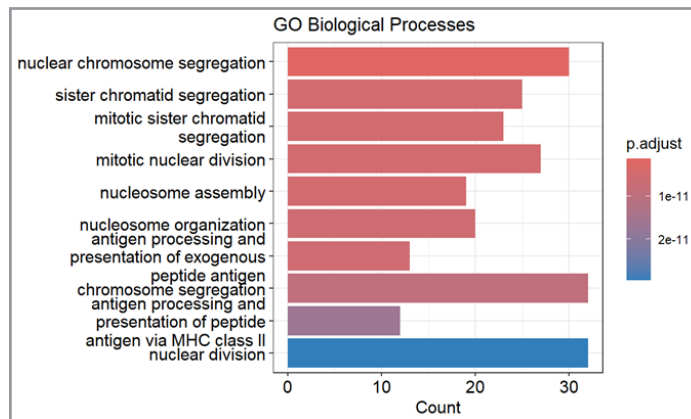 GO Biological Processes
nuclear chromosome segregation
sister chromatid segregation
mitotic sister chromatid
segregation
mitotic nuclear division
nucleosome assembly
nucleosome organization
antigen processing and
presentation of exogenous
peptide antigen
chromosome segregation
antigen processing and
presentation of peptide
antigen via MHC class II
nuclear division
0 10 20 30
Count
p.adjust
1e-11
2e-11